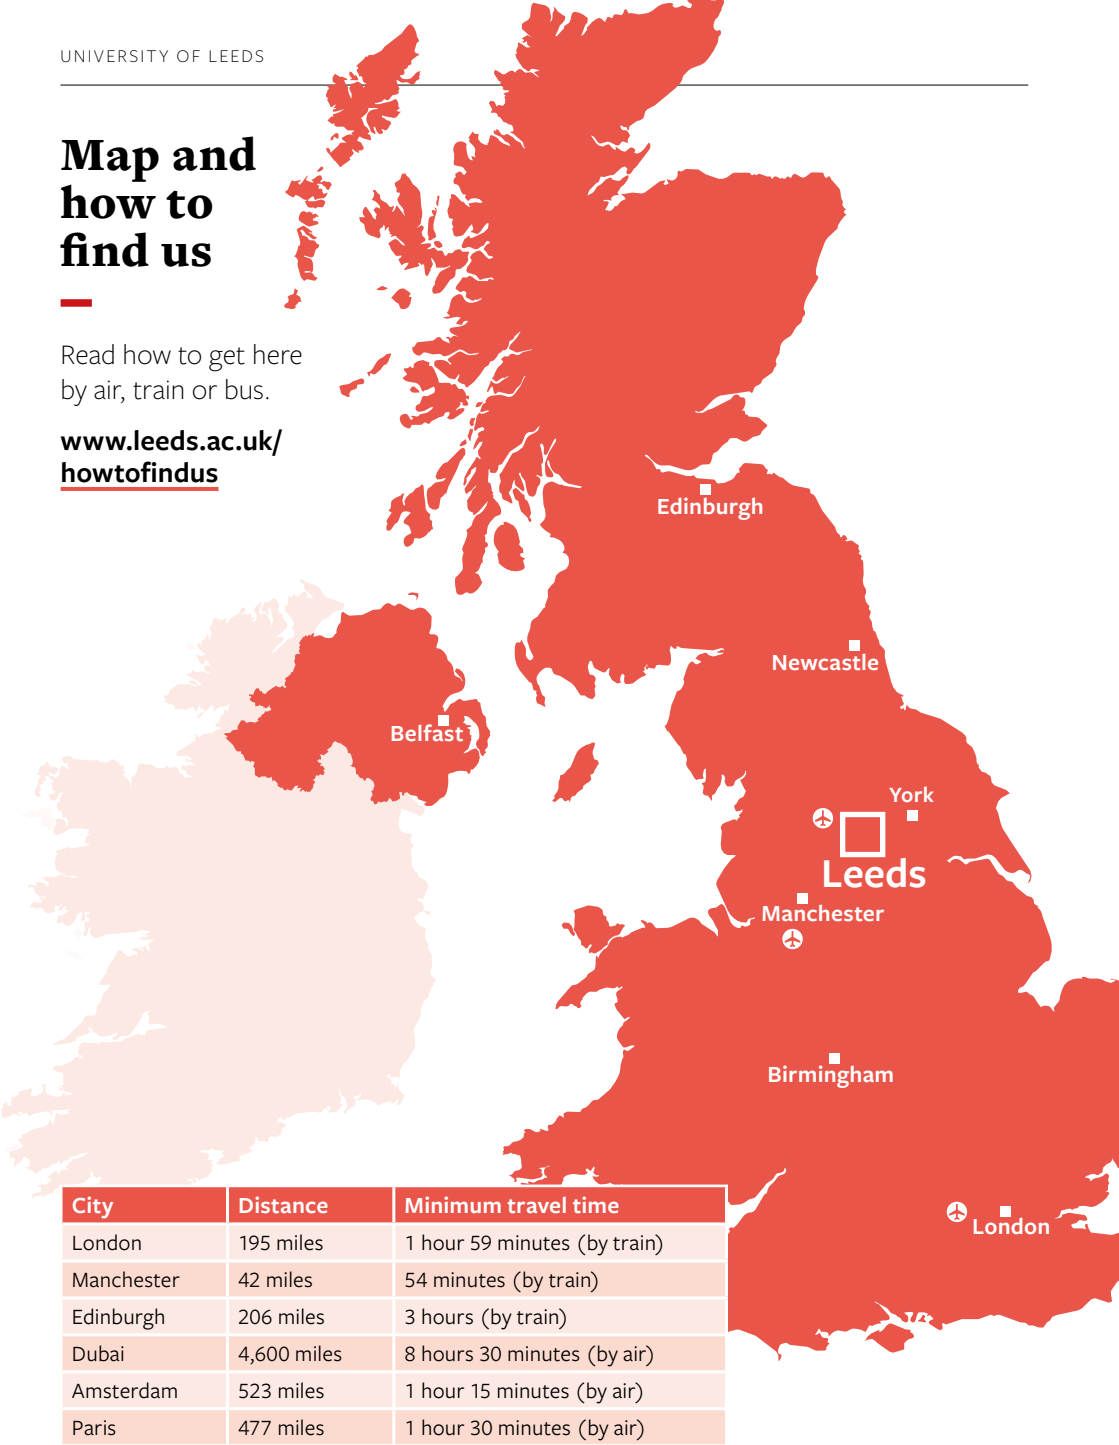 UNIVERSITY OF LEEDS
Map and
how to
find us
Read how to get here
by air, train or bus.
www.leeds.ac.uk/
howtofindus
Edinburgh
Newcastle
Belfast
York
Leeds
Manchester
Birmingham
London
City Distance Minimum travel time
London 195 miles 1 hour 59 minutes (by train)
Manchester 42 miles 54 minutes (by train)
Edinburgh 206 miles 3 hours (by train)
Dubai 4,600 miles 8 hours 30 minutes (by air)
Amsterdam 523 miles 1 hour 15 minutes (by air)
Paris 477 miles 1 hour 30 minutes (by air)